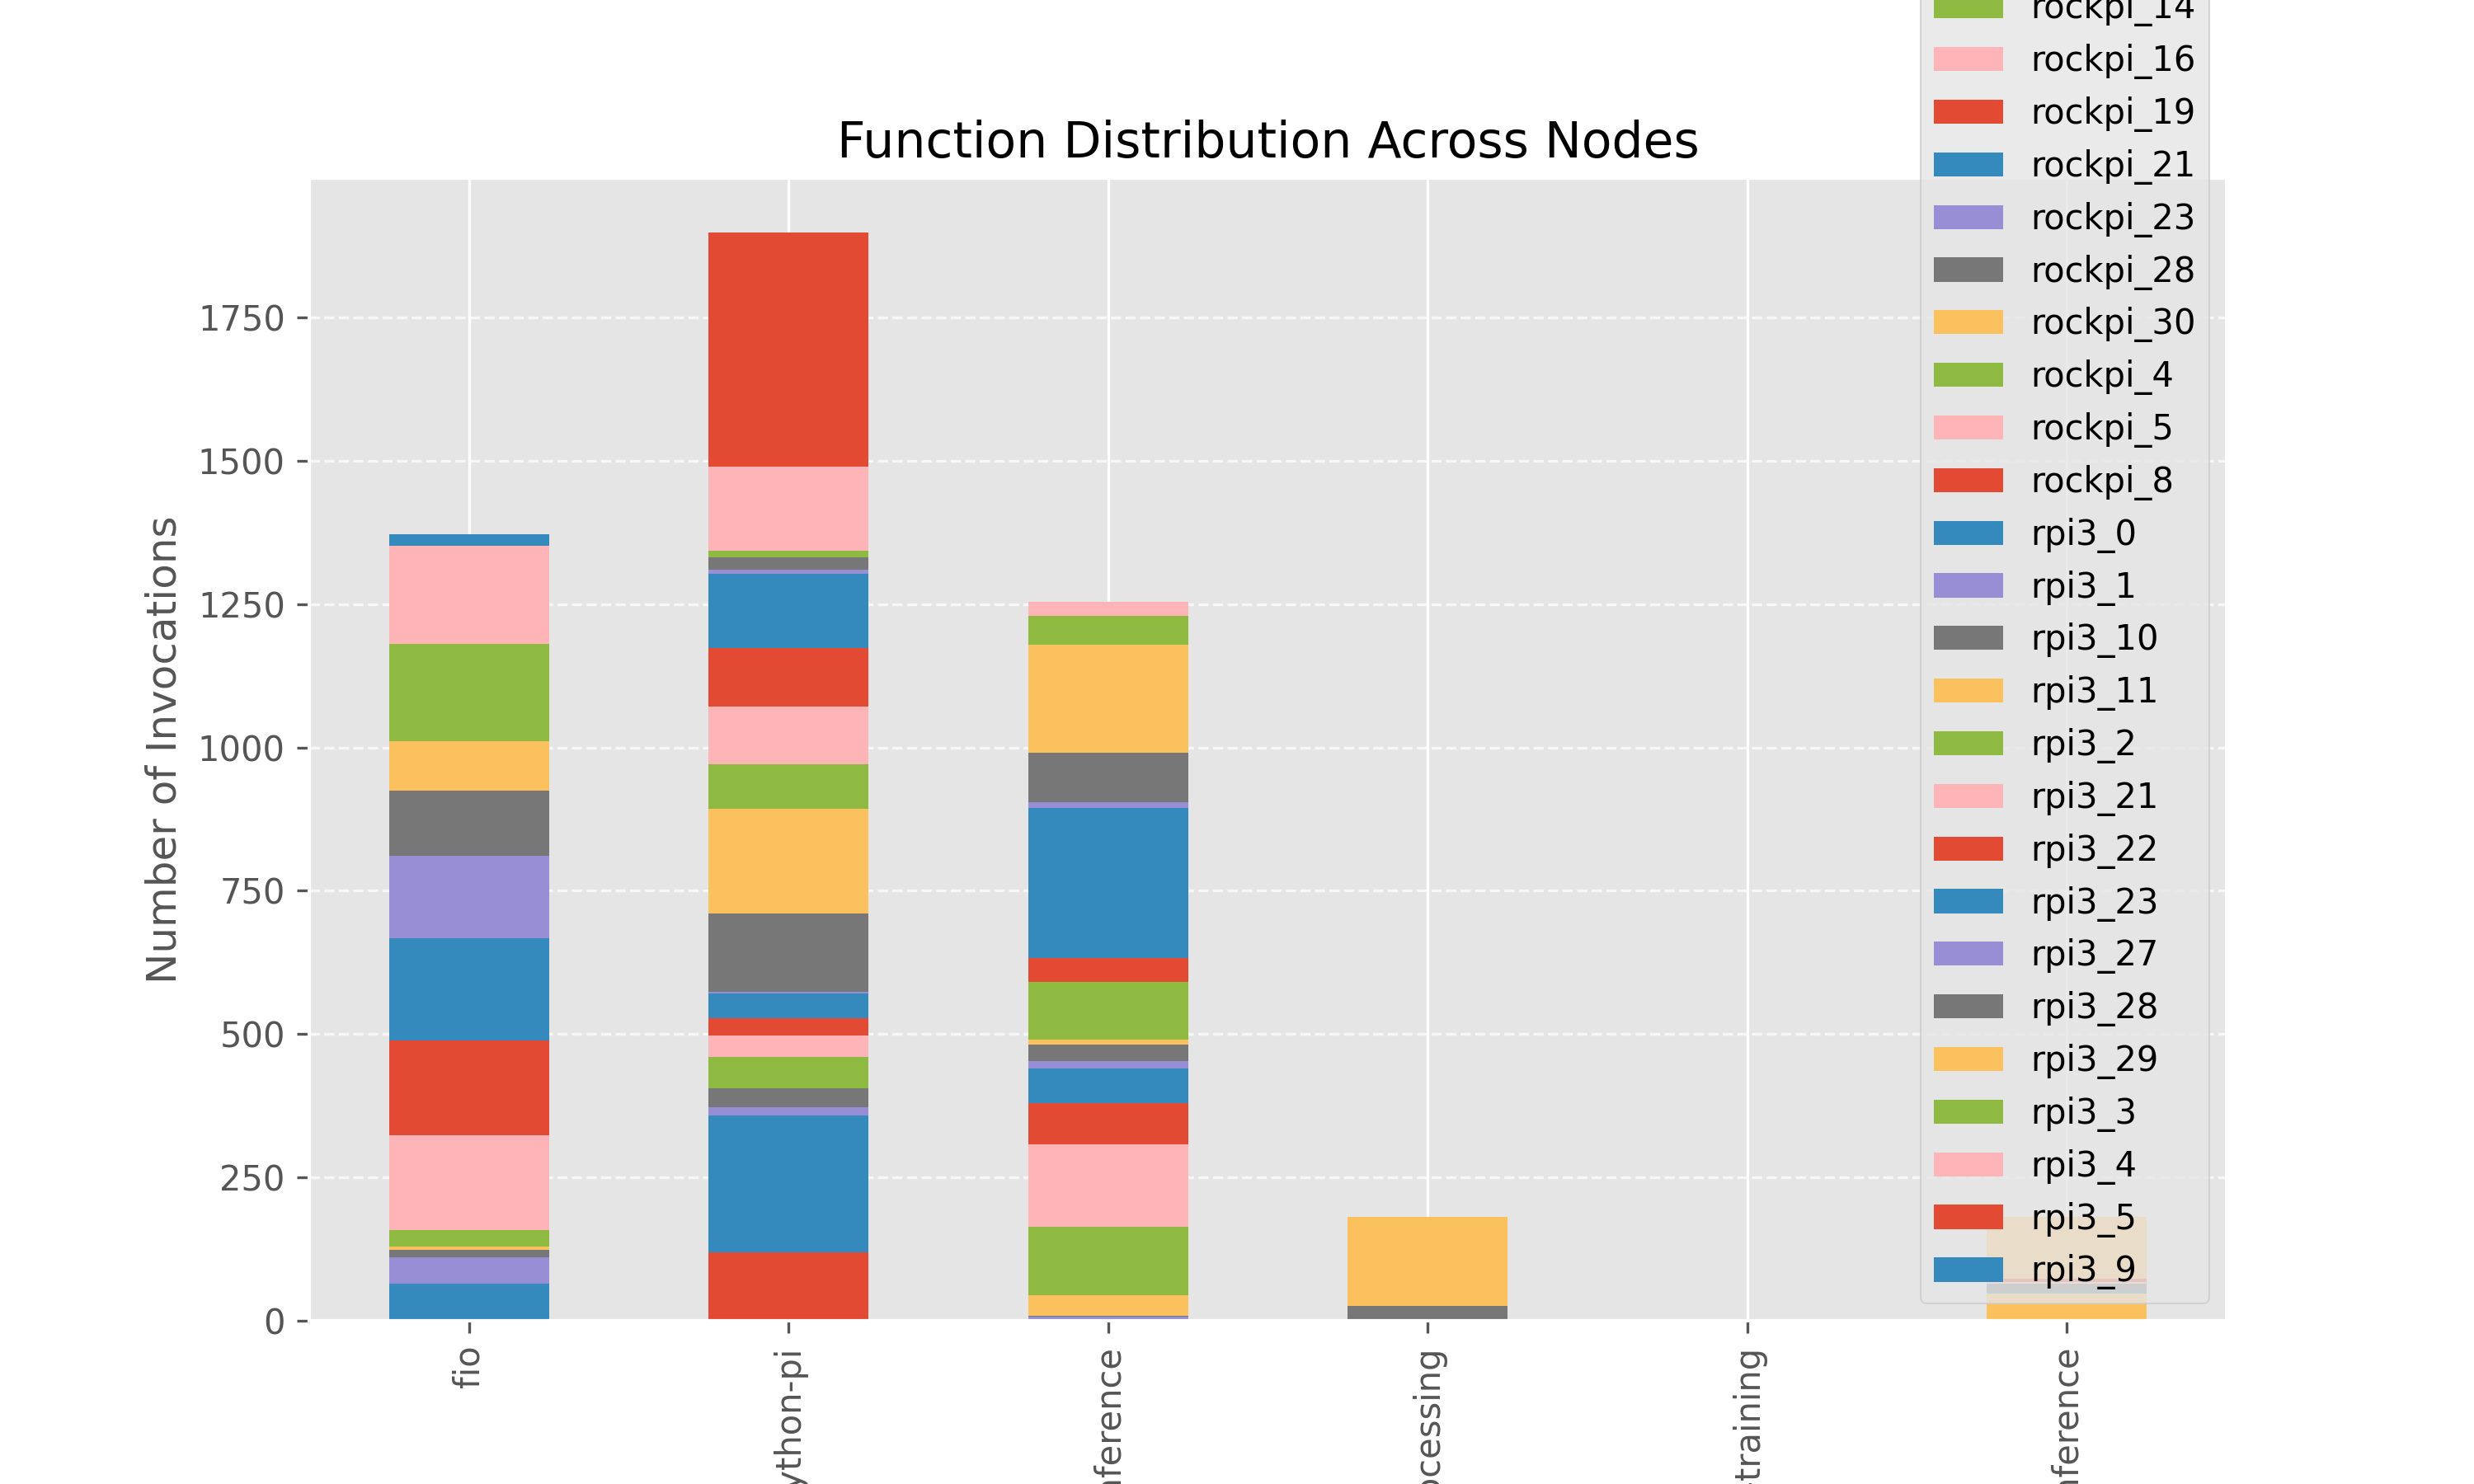 Function Distribution Across Nodes
Number of Invocations
1750
1500
1250
1000
750
500
250
0
fio
ython-pi
ference
ocessing
training
ference
rockpi_14
rockpi_16
rockpi_19
rockpi_21
rockpi_23
rockpi_28
rockpi_30
rockpi_4
rockpi_5
rockpi_8
rpi3_0
rpi3_1
rpi3_10
rpi3_11
rpi3_2
rpi3_21
rpi3_22
rpi3_23
rpi3_27
rpi3_28
rpi3_29
rpi3_3
rpi3_4
rpi3_5
rpi3_9